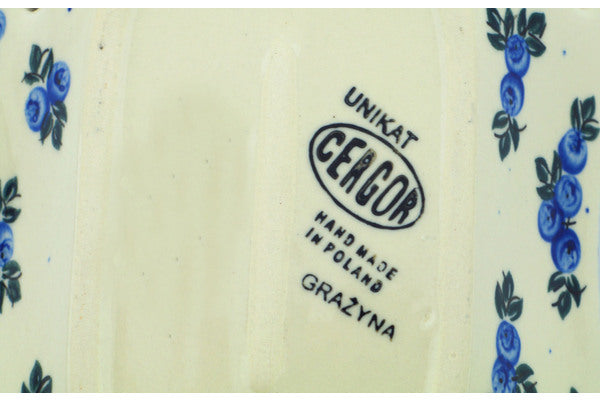 UNIKAT
CERGOR
HAND MADE
IN POLAND
GRAŻYNA